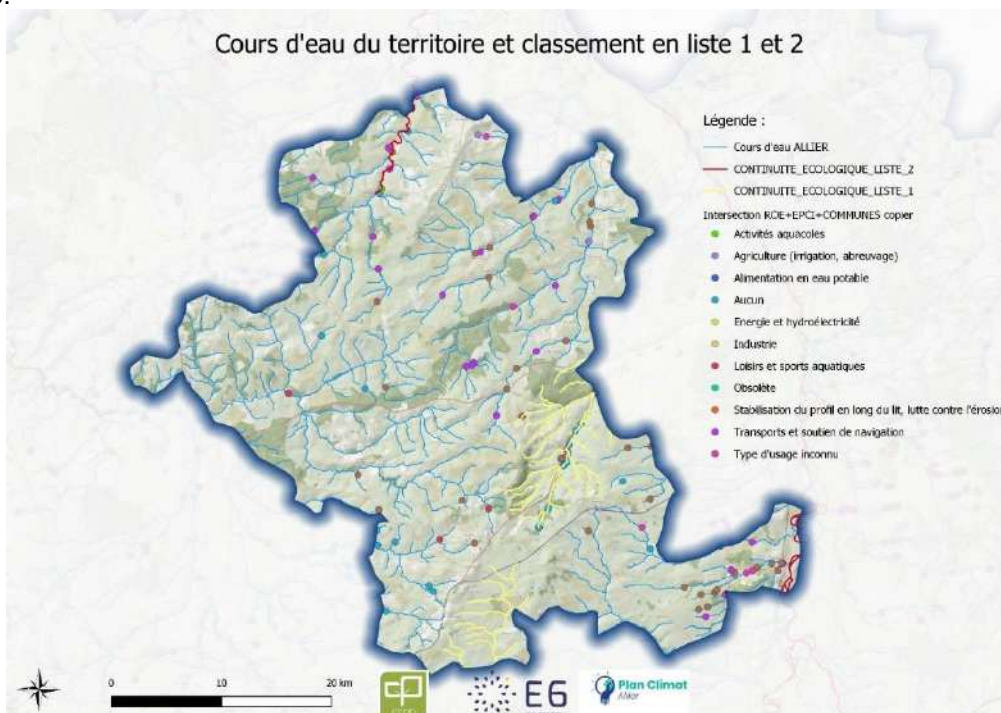 Cours d'eau du territoire et classement en liste 1 et 2
Légende :
Cours d'eau ALLIER
CONTINUITE_ECOLOGIQUE_LISTE_2
CONTINUITE_ECOLOGIQUE_LISTE_1
Intersection ROE+EPCI+COMMUNES copier
Activités aquacoles
Agriculture (irrigation, abreuvage)
Alimentation en eau potable
Aucun
Energie et hydroélectricité
Industrie
Loisirs et sports aquatiques
Obsolète
Stabilisation du profil en long du lit, lutte contre l'érosion
Transports et soutien de navigation
Type d'usage inconnu
0 10 20 km
E6
Plan Climat
Allier